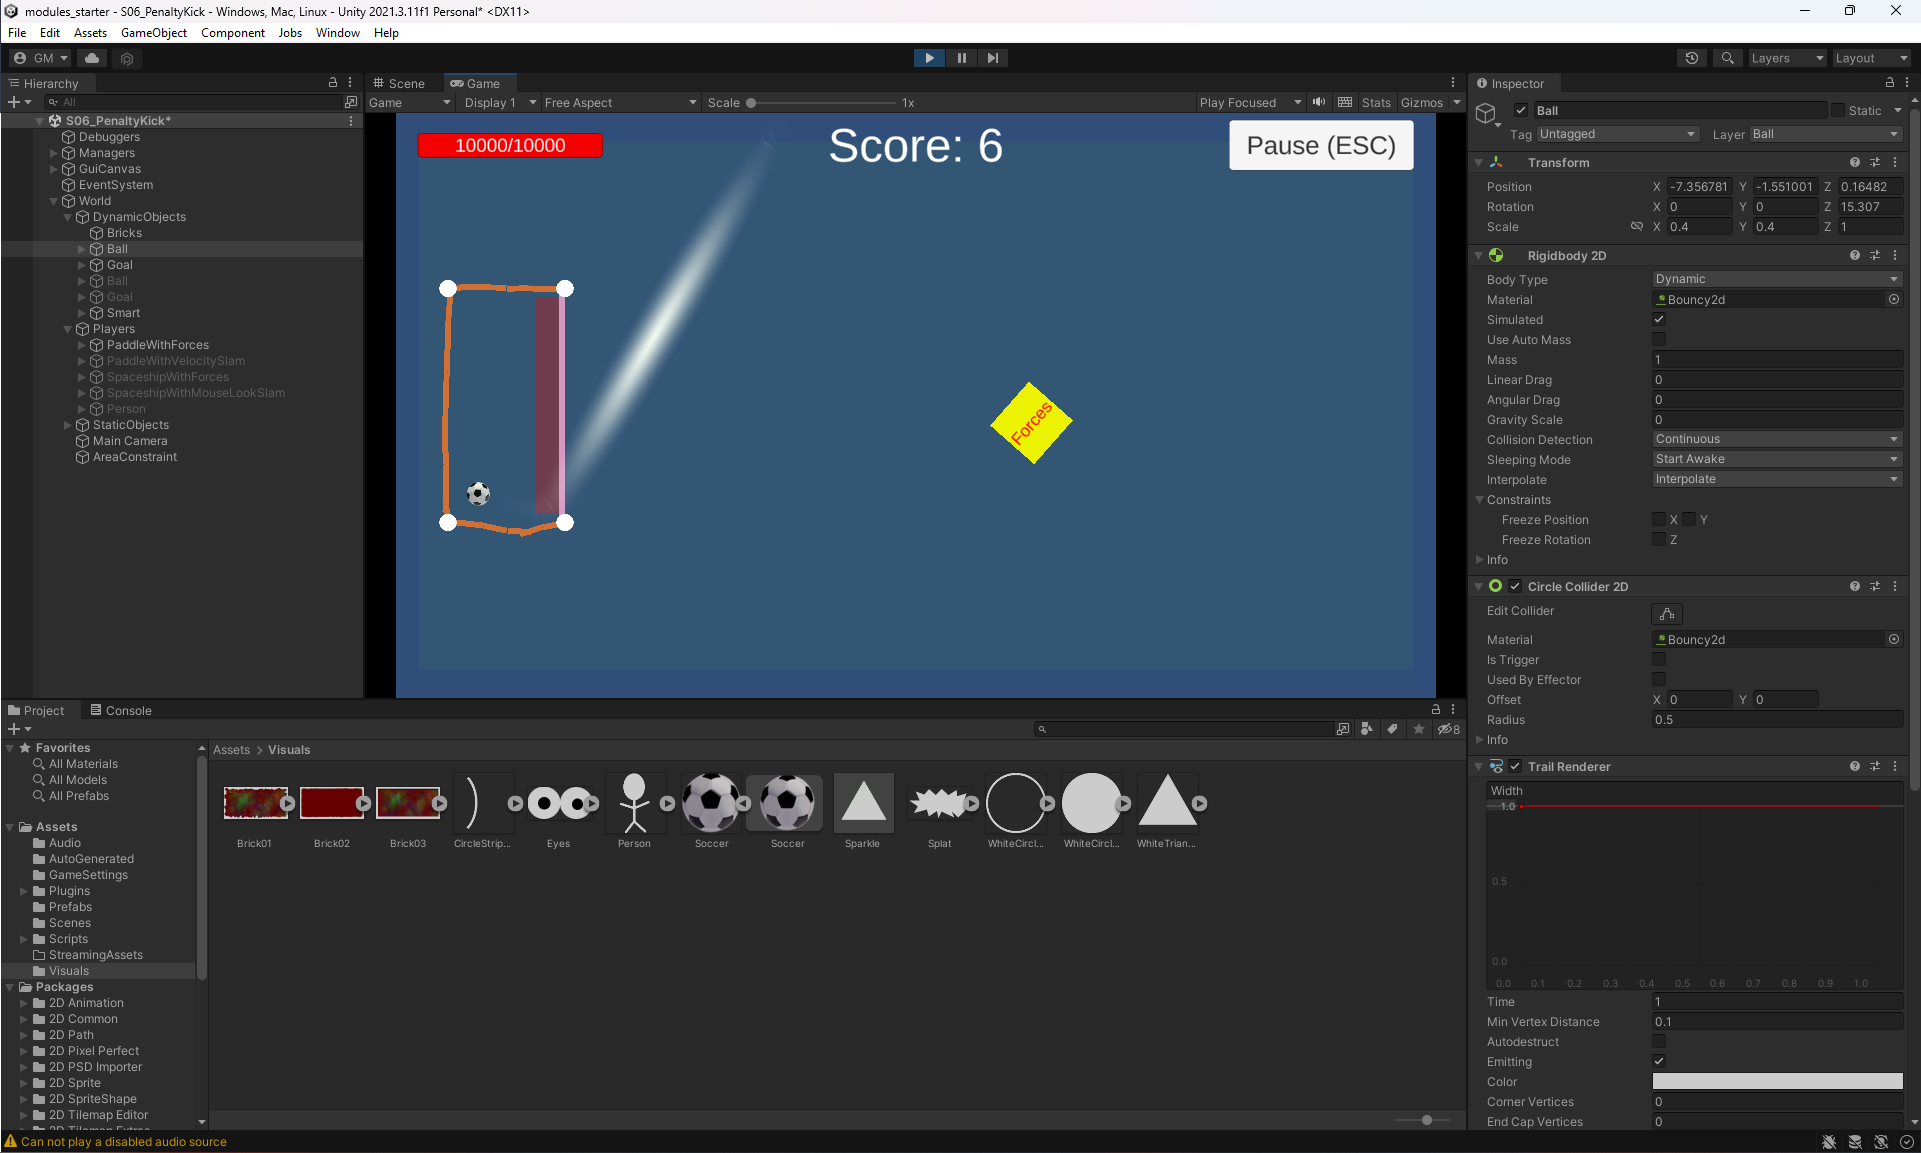 modules_starter - S06_PenaltyKick - Windows, Mac, Linux - Unity 2021.3.11f1 Personal* <DX11>
File Edit Assets GameObject Component Jobs Window Help
GM Layers Layout
Hierarchy
All
S06_PenaltyKick*
Debuggers
Managers
GuiCanvas
EventSystem
World
DynamicObjects
Bricks
Ball
Goal
Ball
Goal
Smart
Players
PaddleWithForces
PaddleWithVelocitySlam
SpaceshipWithForces
SpaceshipWithMouseLookSlam
Person
StaticObjects
Main Camera
AreaConstraint
Scene Game
Game Display 1 Free Aspect Scale 1x Play Focused Stats Gizmos
10000/10000
Score: 6
Pause (ESC)
Forces
Project Console
8
Favorites
All Materials
All Models
All Prefabs
Assets
Audio
AutoGenerated
GameSettings
Plugins
Prefabs
Scenes
Scripts
StreamingAssets
Visuals
Packages
2D Animation
2D Common
2D Path
2D Pixel Perfect
2D PSD Importer
2D Sprite
2D SpriteShape
2D Tilemap Editor
2D Tilemap Extras
Assets > Visuals
Brick01 Brick02 Brick03 CircleStrip... Eyes Person Soccer Soccer Sparkle Splat WhiteCircl... WhiteCircl... WhiteTrian...
Inspector
Ball Static
Tag Untagged Layer Ball
Transform
Position X -7.356781 Y -1.551001 Z 0.16482
Rotation X 0 Y 0 Z 15.307
Scale X 0.4 Y 0.4 Z 1
Rigidbody 2D
Body Type Dynamic
Material Bouncy2d
Simulated
Use Auto Mass
Mass 1
Linear Drag 0
Angular Drag 0
Gravity Scale 0
Collision Detection Continuous
Sleeping Mode Start Awake
Interpolate Interpolate
Constraints
Freeze Position X Y
Freeze Rotation Z
Info
Circle Collider 2D
Edit Collider
Material Bouncy2d
Is Trigger
Used By Effector
Offset X 0 Y 0
Radius 0.5
Info
Trail Renderer
Width
1.0
0.5
0.0
0.0 0.1 0.2 0.3 0.4 0.5 0.6 0.7 0.8 0.9 1.0
Time 1
Min Vertex Distance 0.1
Autodestruct
Emitting
Color
Corner Vertices 0
End Cap Vertices 0
Can not play a disabled audio source